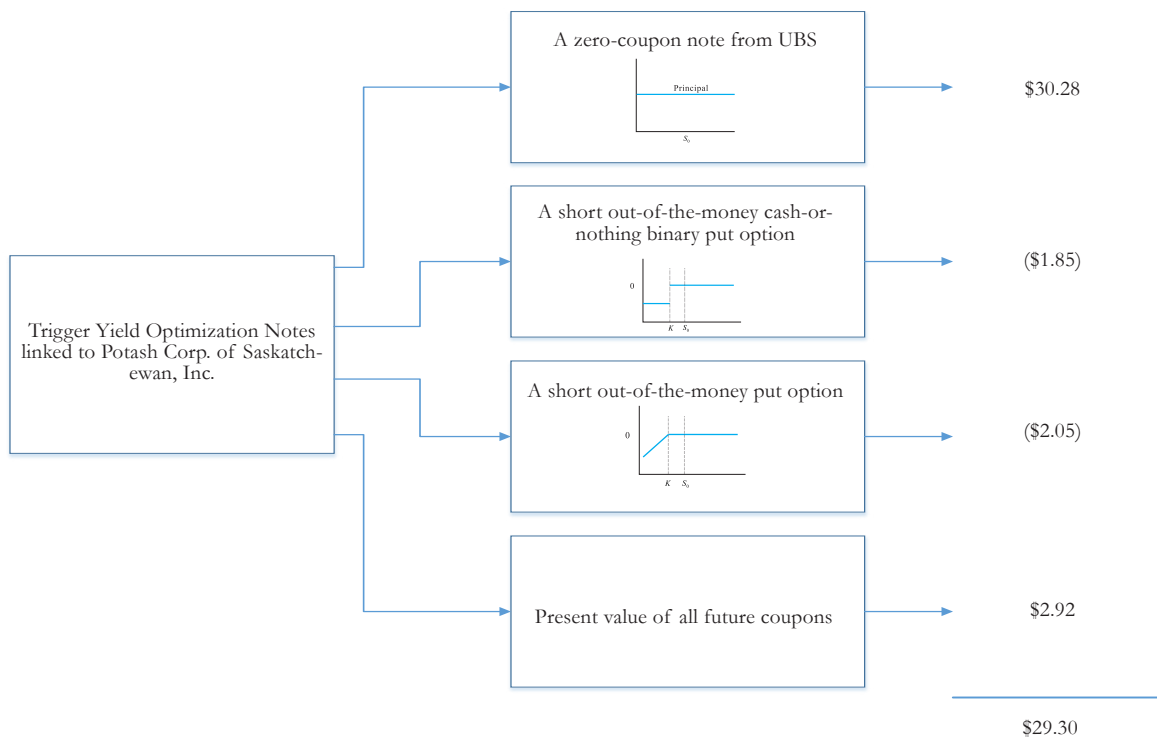 A zero-coupon note from UBS
Principal
S0
$30.28
A short out-of-the-money cash-or-
nothing binary put option
0
K
S0
($1.85)
Trigger Yield Optimization Notes
linked to Potash Corp. of Saskatch-
ewan, Inc.
A short out-of-the-money put option
0
K
S0
($2.05)
Present value of all future coupons
$2.92
$29.30